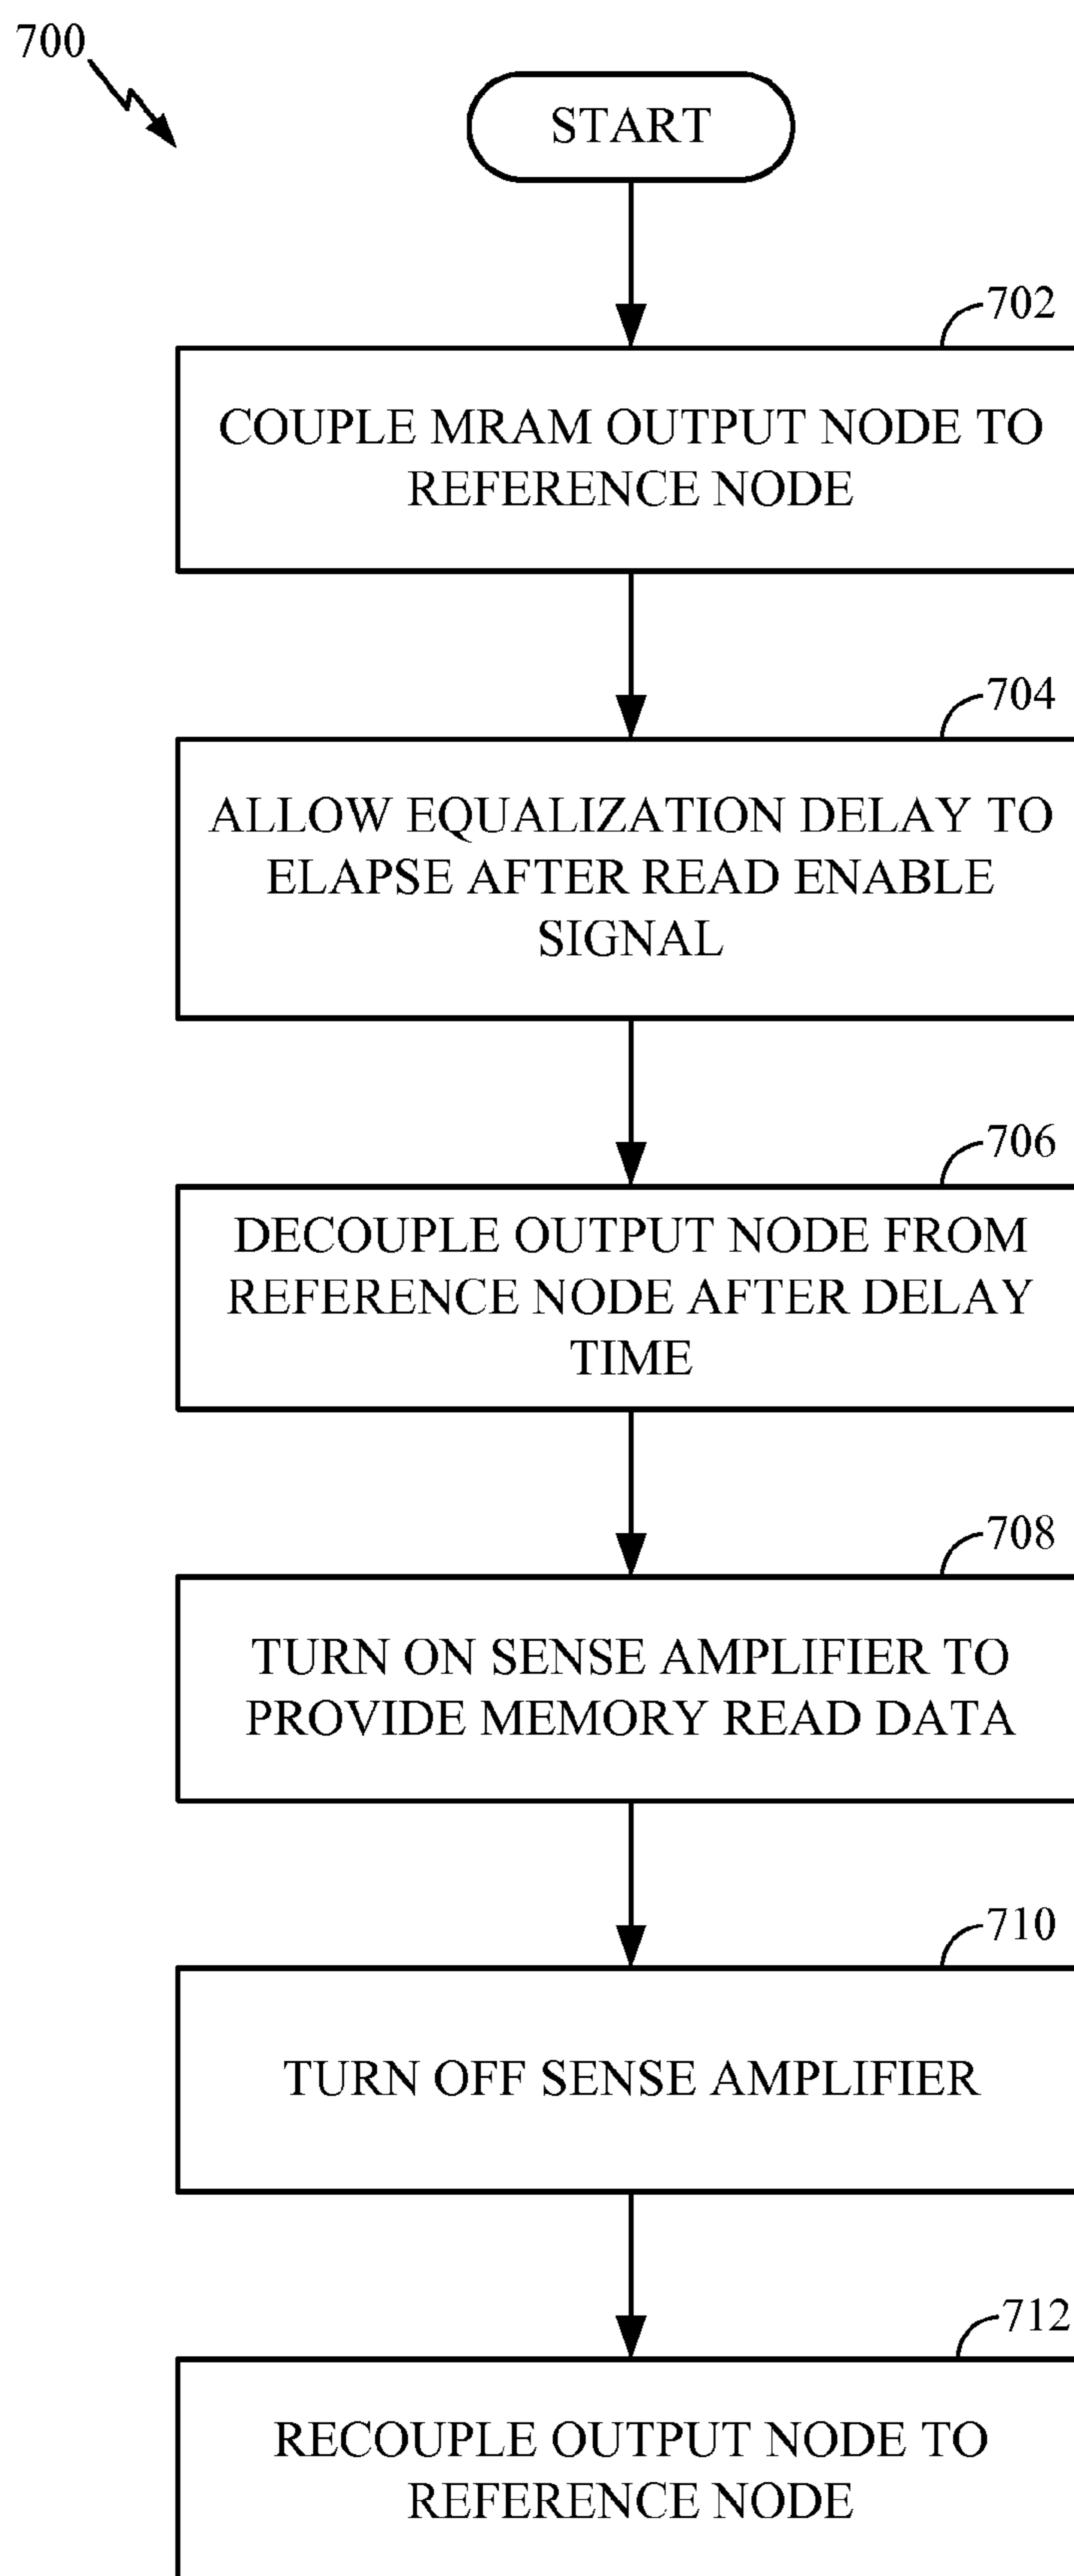 700
START
702
COUPLE MRAM OUTPUT NODE TO
REFERENCE NODE
704
ALLOW EQUALIZATION DELAY TO
ELAPSE AFTER READ ENABLE
SIGNAL
706
DECOUPLE OUTPUT NODE FROM
REFERENCE NODE AFTER DELAY
TIME
708
TURN ON SENSE AMPLIFIER TO
PROVIDE MEMORY READ DATA
710
TURN OFF SENSE AMPLIFIER
712
RECOUPLE OUTPUT NODE TO
REFERENCE NODE